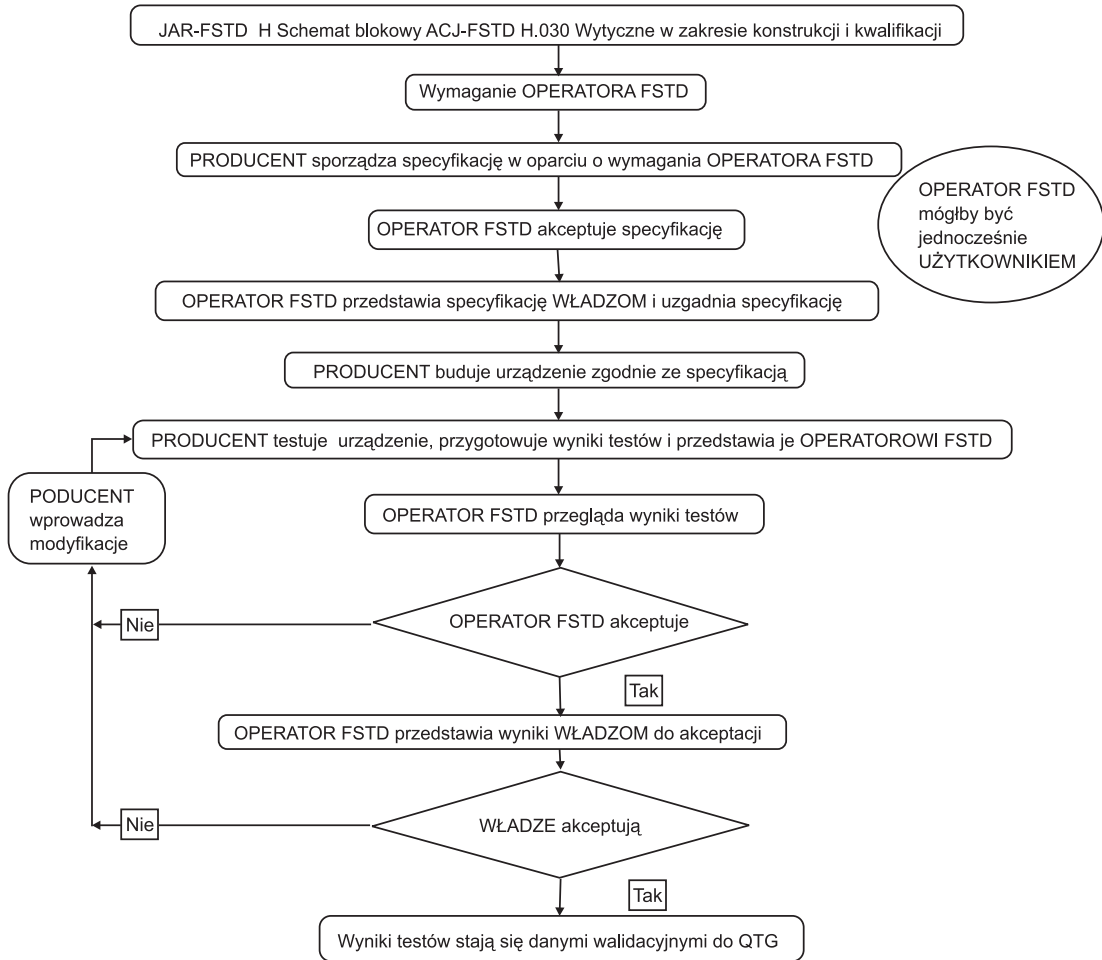 JAR-FSTD H Schemat blokowy ACJ-FSTD H.030 Wytyczne w zakresie konstrukcji i kwalifikacji
Wymaganie OPERATORA FSTD
PRODUCENT sporządza specyfikację w oparciu o wymagania OPERATORA FSTD
OPERATOR FSTD
mógłby być
jednocześnie
UŻYTKOWNIKIEM
OPERATOR FSTD akceptuje specyfikację
OPERATOR FSTD przedstawia specyfikację WŁADZOM i uzgadnia specyfikację
PRODUCENT buduje urządzenie zgodnie ze specyfikacją
PRODUCENT testuje urządzenie, przygotowuje wyniki testów i przedstawia je OPERATOROWI FSTD
PODUCENT
wprowadza
modyfikacje
OPERATOR FSTD przegląda wyniki testów
OPERATOR FSTD akceptuje
Nie
Tak
OPERATOR FSTD przedstawia wyniki WŁADZOM do akceptacji
WŁADZE akceptują
Nie
Tak
Wyniki testów stają się danymi walidacyjnymi do QTG